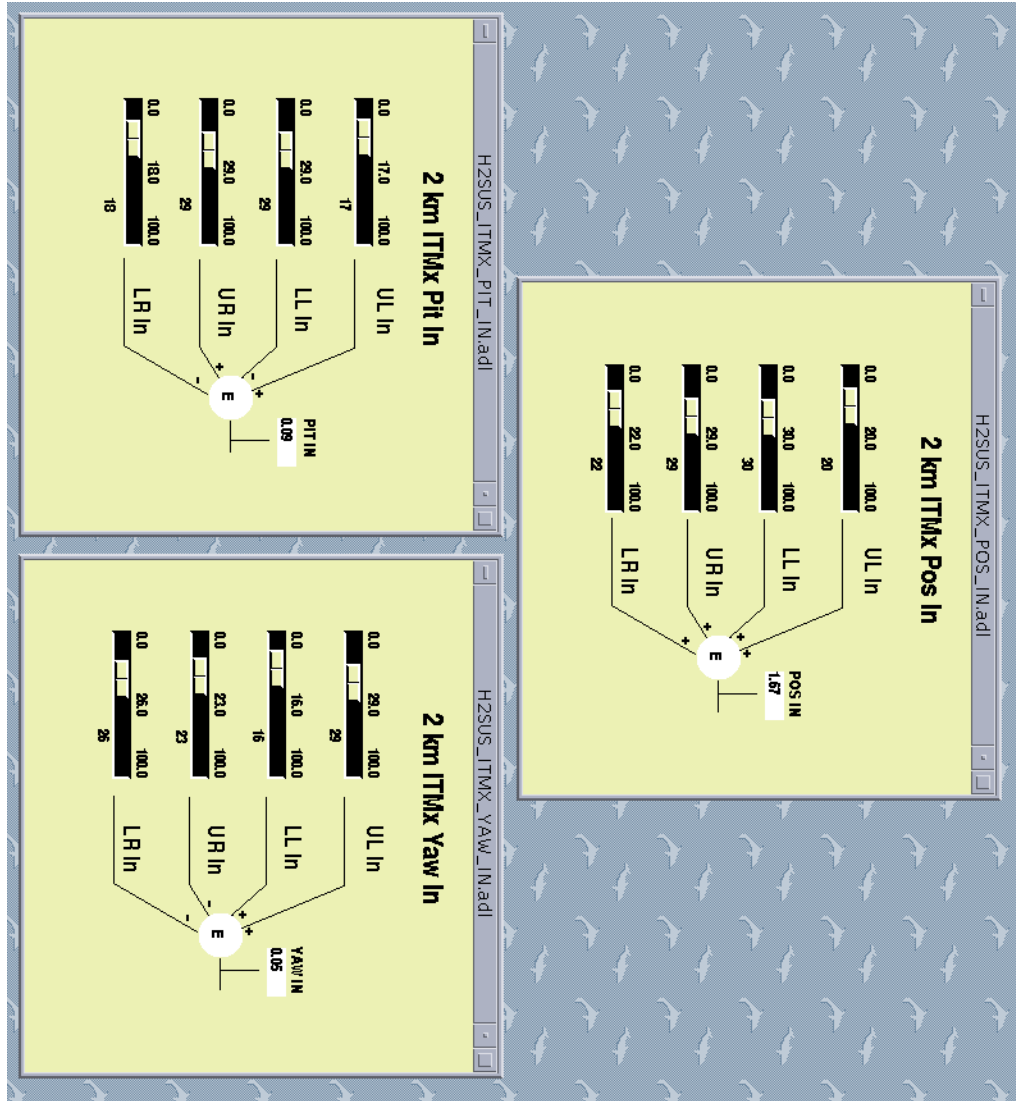 H2SUS_ITMX_POS_IN.adl
2 km ITMx Pos In
0.0 20.0 100.0
20
UL In
0.0 30.0 100.0
30
LL In
0.0 29.0 100.0
29
UR In
0.0 22.0 100.0
22
LR In
+
+
+
+
E
POS IN
1.67
H2SUS_ITMX_PIT_IN.adl
2 km ITMx Pit In
0.0 17.0 100.0
17
UL In
0.0 29.0 100.0
29
LL In
0.0 29.0 100.0
29
UR In
0.0 18.0 100.0
18
LR In
+
-
+
-
E
PIT IN
0.09
H2SUS_ITMX_YAW_IN.adl
2 km ITMx Yaw In
0.0 29.0 100.0
29
UL In
0.0 16.0 100.0
16
LL In
0.0 23.0 100.0
23
UR In
0.0 26.0 100.0
26
LR In
+
+
-
-
E
YAW IN
0.05